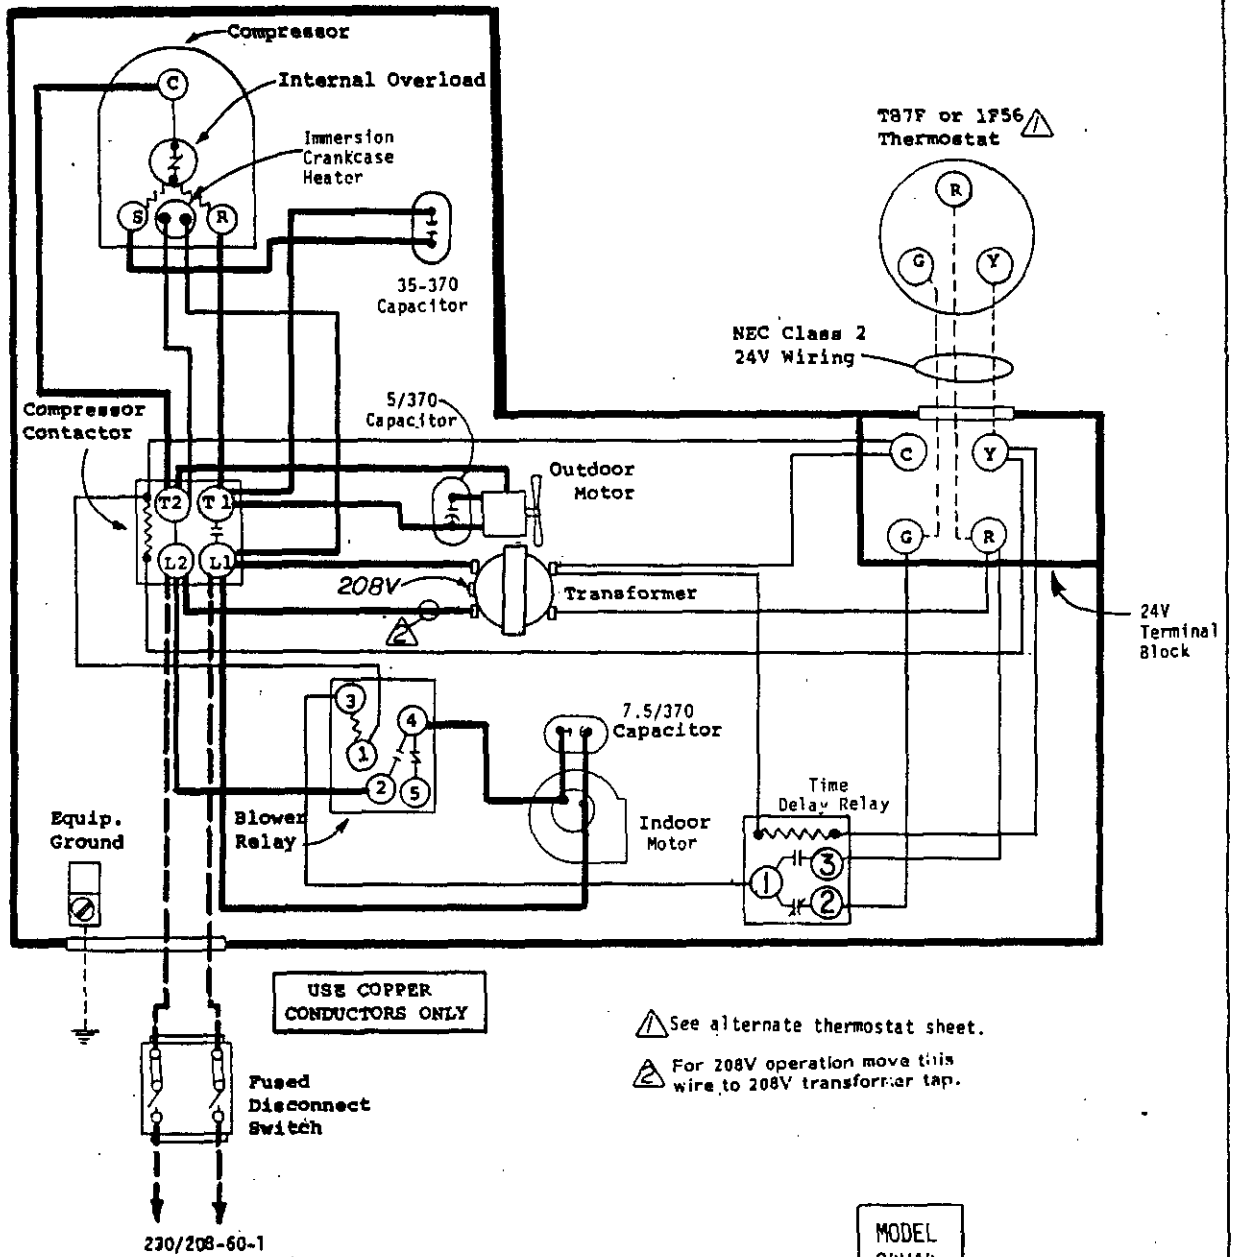 Compressor
C
Internal Overload
Immersion
Crankcase
Heater
S
R
35-370
Capacitor
T87F or 1F56 1
Thermostat
R
G
Y
NEC Class 2
24V Wiring
Compressor
Contactor
5/370
Capacitor
Outdoor
Motor
C
Y
T2
T1
G
R
L2
L1
208V
Transformer
2
24V
Terminal
Block
3
4
1
2
5
7.5/370
Capacitor
Equip.
Ground
Blower
Relay
Indoor
Motor
Time
Delay Relay
1
3
2
USE COPPER
CONDUCTORS ONLY
1 See alternate thermostat sheet.
2 For 208V operation move this
wire to 208V transformer tap.
Fused
Disconnect
Switch
230/208-60-1
MODEL